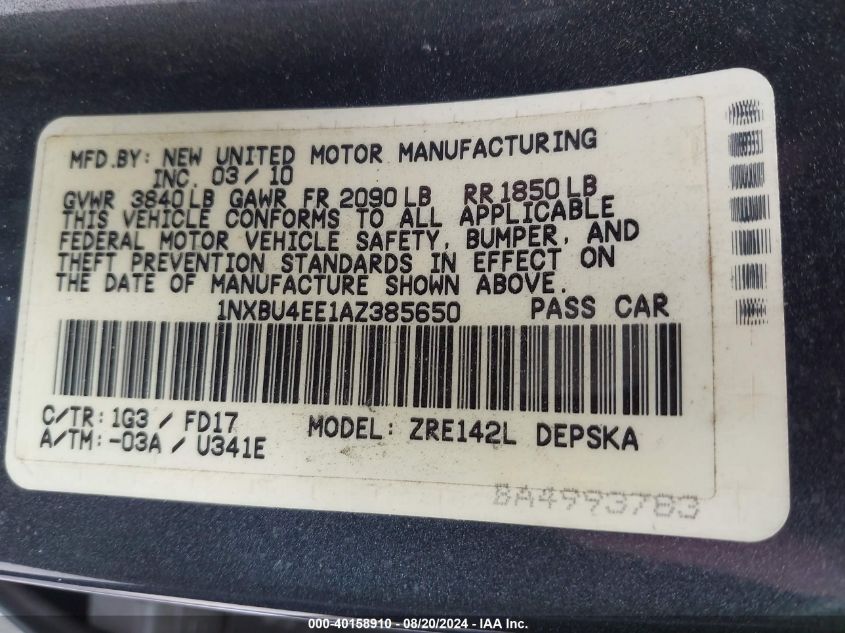 MFD.BY: NEW UNITED MOTOR MANUFACTURING
INC. 03/10
GVWR 3840 LB GAWR FR 2090 LB RR 1850 LB
THIS VEHICLE CONFORMS TO ALL APPLICABLE
FEDERAL MOTOR VEHICLE SAFETY, BUMPER, AND
THEFT PREVENTION STANDARDS IN EFFECT ON
THE DATE OF MANUFACTURE SHOWN ABOVE.
1NXBU4EE1AZ385650 PASS CAR
C/TR: 1G3 / FD17
A/TM: -03A / U341E
MODEL: ZRE142L DEPSKA
8A4993783
000-40158910 - 08/20/2024 - IAA Inc.